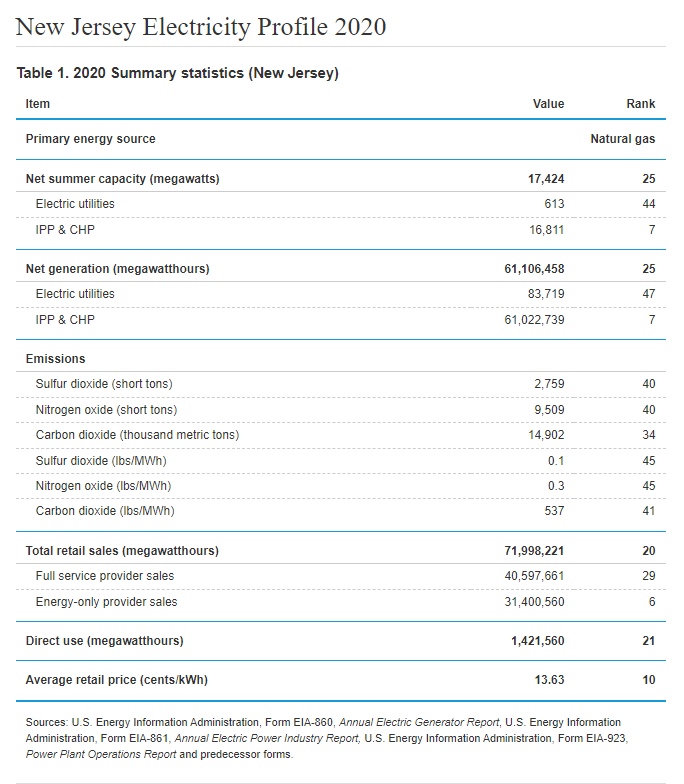 New Jersey Electricity Profile 2020
Table 1. 2020 Summary statistics (New Jersey)
Item Value Rank
Primary energy source Natural gas
Net summer capacity (megawatts) 17,424 25
Electric utilities 613 44
IPP & CHP 16,811 7
Net generation (megawatthours) 61,106,458 25
Electric utilities 83,719 47
IPP & CHP 61,022,739 7
Emissions
Sulfur dioxide (short tons) 2,759 40
Nitrogen oxide (short tons) 9,509 40
Carbon dioxide (thousand metric tons) 14,902 34
Sulfur dioxide (lbs/MWh) 0.1 45
Nitrogen oxide (lbs/MWh) 0.3 45
Carbon dioxide (lbs/MWh) 537 41
Total retail sales (megawatthours) 71,998,221 20
Full service provider sales 40,597,661 29
Energy-only provider sales 31,400,560 6
Direct use (megawatthours) 1,421,560 21
Average retail price (cents/kWh) 13.63 10
Sources: U.S. Energy Information Administration, Form EIA-860, Annual Electric Generator Report, U.S. Energy Information
Administration, Form EIA-861, Annual Electric Power Industry Report, U.S. Energy Information Administration, Form EIA-923,
Power Plant Operations Report and predecessor forms.